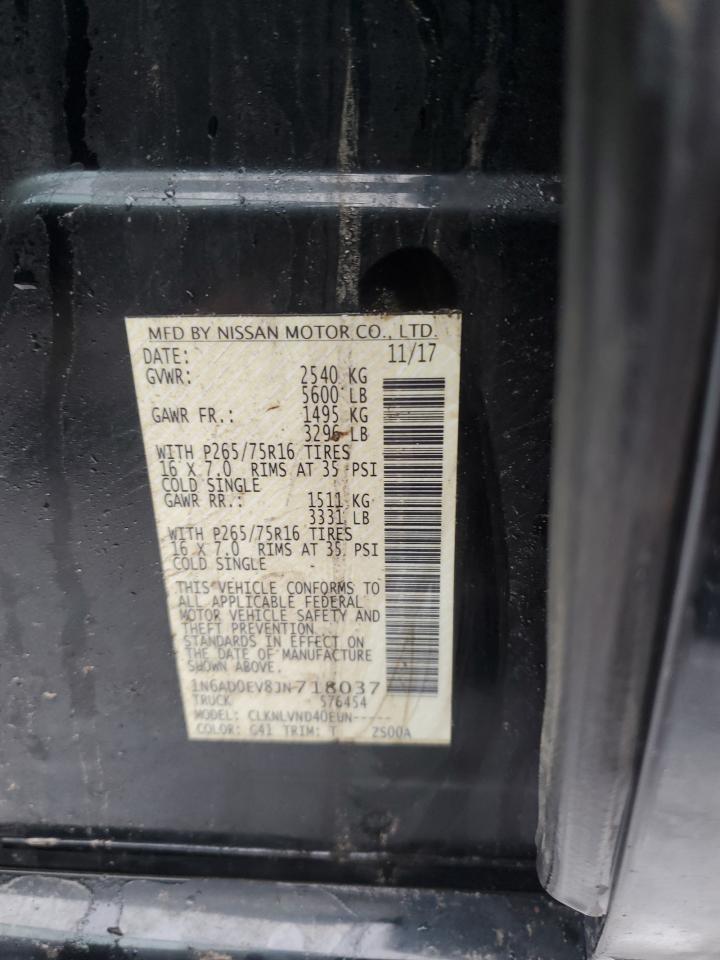 MFD BY NISSAN MOTOR CO., LTD.
DATE: 11/17
GVWR: 2540 KG
5600 LB
GAWR FR.: 1495 KG
3296 LB
WITH P265/75R16 TIRES
16 X 7.0 RIMS AT 35 PSI
COLD SINGLE
GAWR RR.: 1511 KG
3331 LB
WITH P265/75R16 TIRES
16 X 7.0 RIMS AT 35 PSI
COLD SINGLE
THIS VEHICLE CONFORMS TO
ALL APPLICABLE FEDERAL
MOTOR VEHICLE SAFETY AND
THEFT PREVENTION
STANDARDS IN EFFECT ON
THE DATE OF MANUFACTURE
SHOWN ABOVE.
1N6AD0EV8JN718037
TRUCK 576454
MODEL: CLKNLVND40EUN-----
COLOR: G41 TRIM: T ZS00A